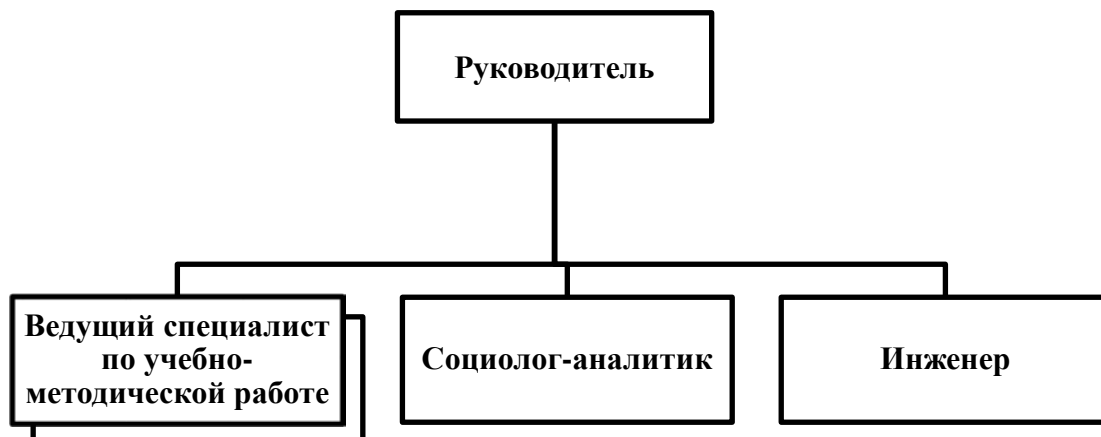 Руководитель
Ведущий специалист
по учебно-
методической работе
Социолог-аналитик
Инженер